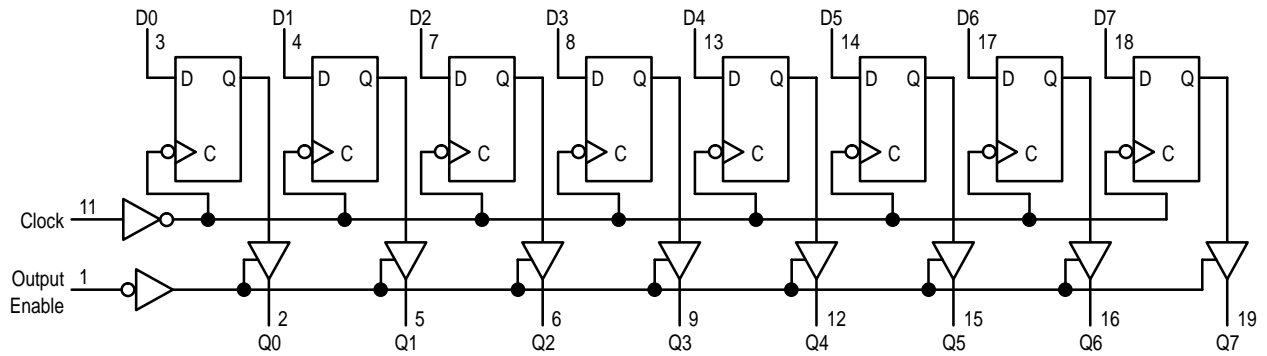 D0 D1 D2 D3 D4 D5 D6 D7
3 4 7 8 13 14 17 18
D Q D Q D Q D Q D Q D Q D Q D Q
C C C C C C C C
Clock 11
Output 1
Enable
2 5 6 9 12 15 16 19
Q0 Q1 Q2 Q3 Q4 Q5 Q6 Q7